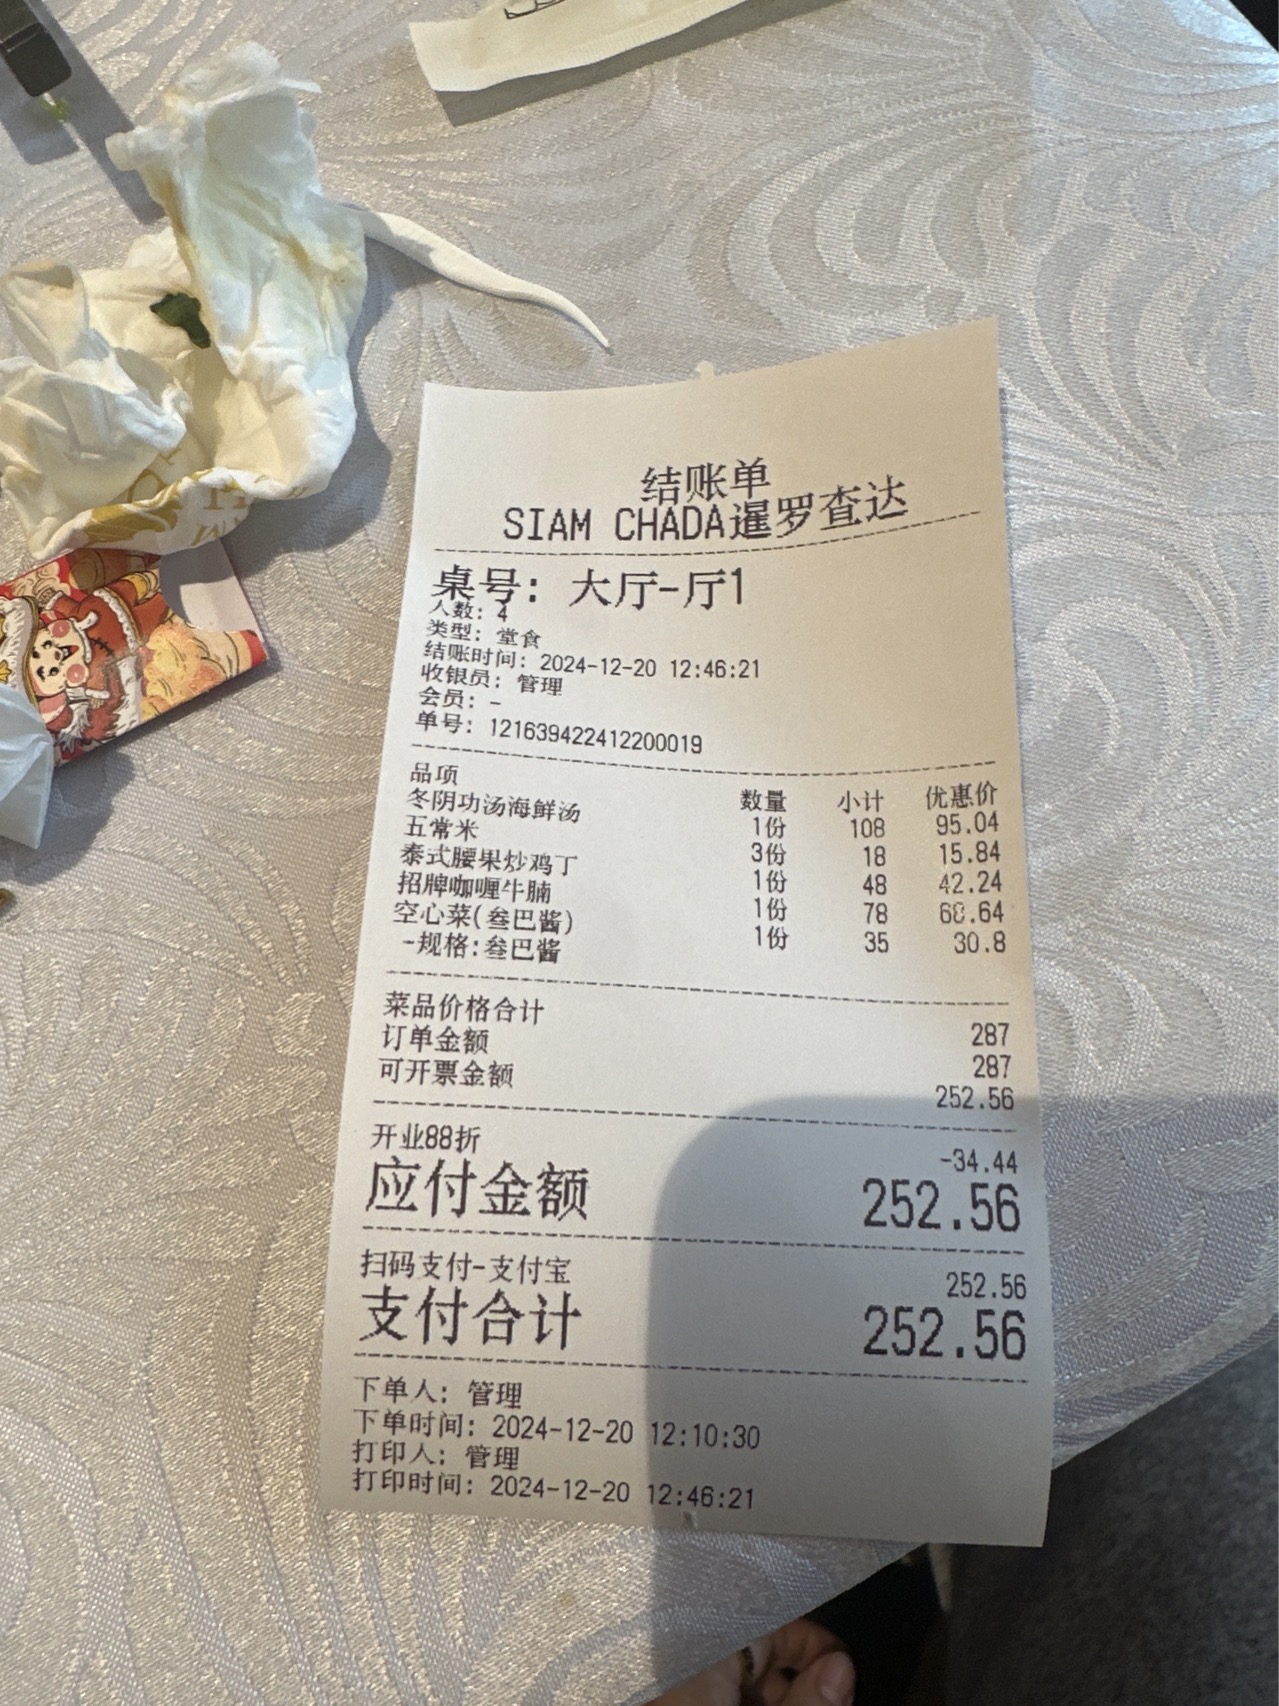 结账单
SIAM CHADA暹罗查达
桌号: 大厅-厅1
人数: 4
类型: 堂食
结账时间: 2024-12-20 12:46:21
收银员: 管理
会员: -
单号: 121639422412200019
品项 数量 小计 优惠价
冬阴功汤海鲜汤 1份 108 95.04
五常米 3份 18 15.84
泰式腰果炒鸡丁 1份 48 42.24
招牌咖喱牛腩 1份 78 68.64
空心菜(叁巴酱) 1份 35 30.8
-规格:叁巴酱
菜品价格合计 287
订单金额 287
可开票金额 252.56
开业88折 -34.44
应付金额 252.56
扫码支付-支付宝 252.56
支付合计 252.56
下单人: 管理
下单时间: 2024-12-20 12:10:30
打印人: 管理
打印时间: 2024-12-20 12:46:21